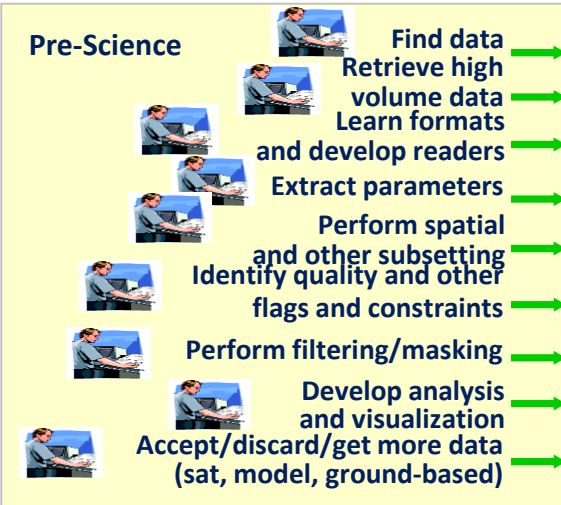 Pre-Science
Find data
Retrieve high
volume data
Learn formats
and develop readers
Extract parameters
Perform spatial
and other subsetting
Identify quality and other
flags and constraints
Perform filtering/masking
Develop analysis
and visualization
Accept/discard/get more data
(sat, model, ground-based)